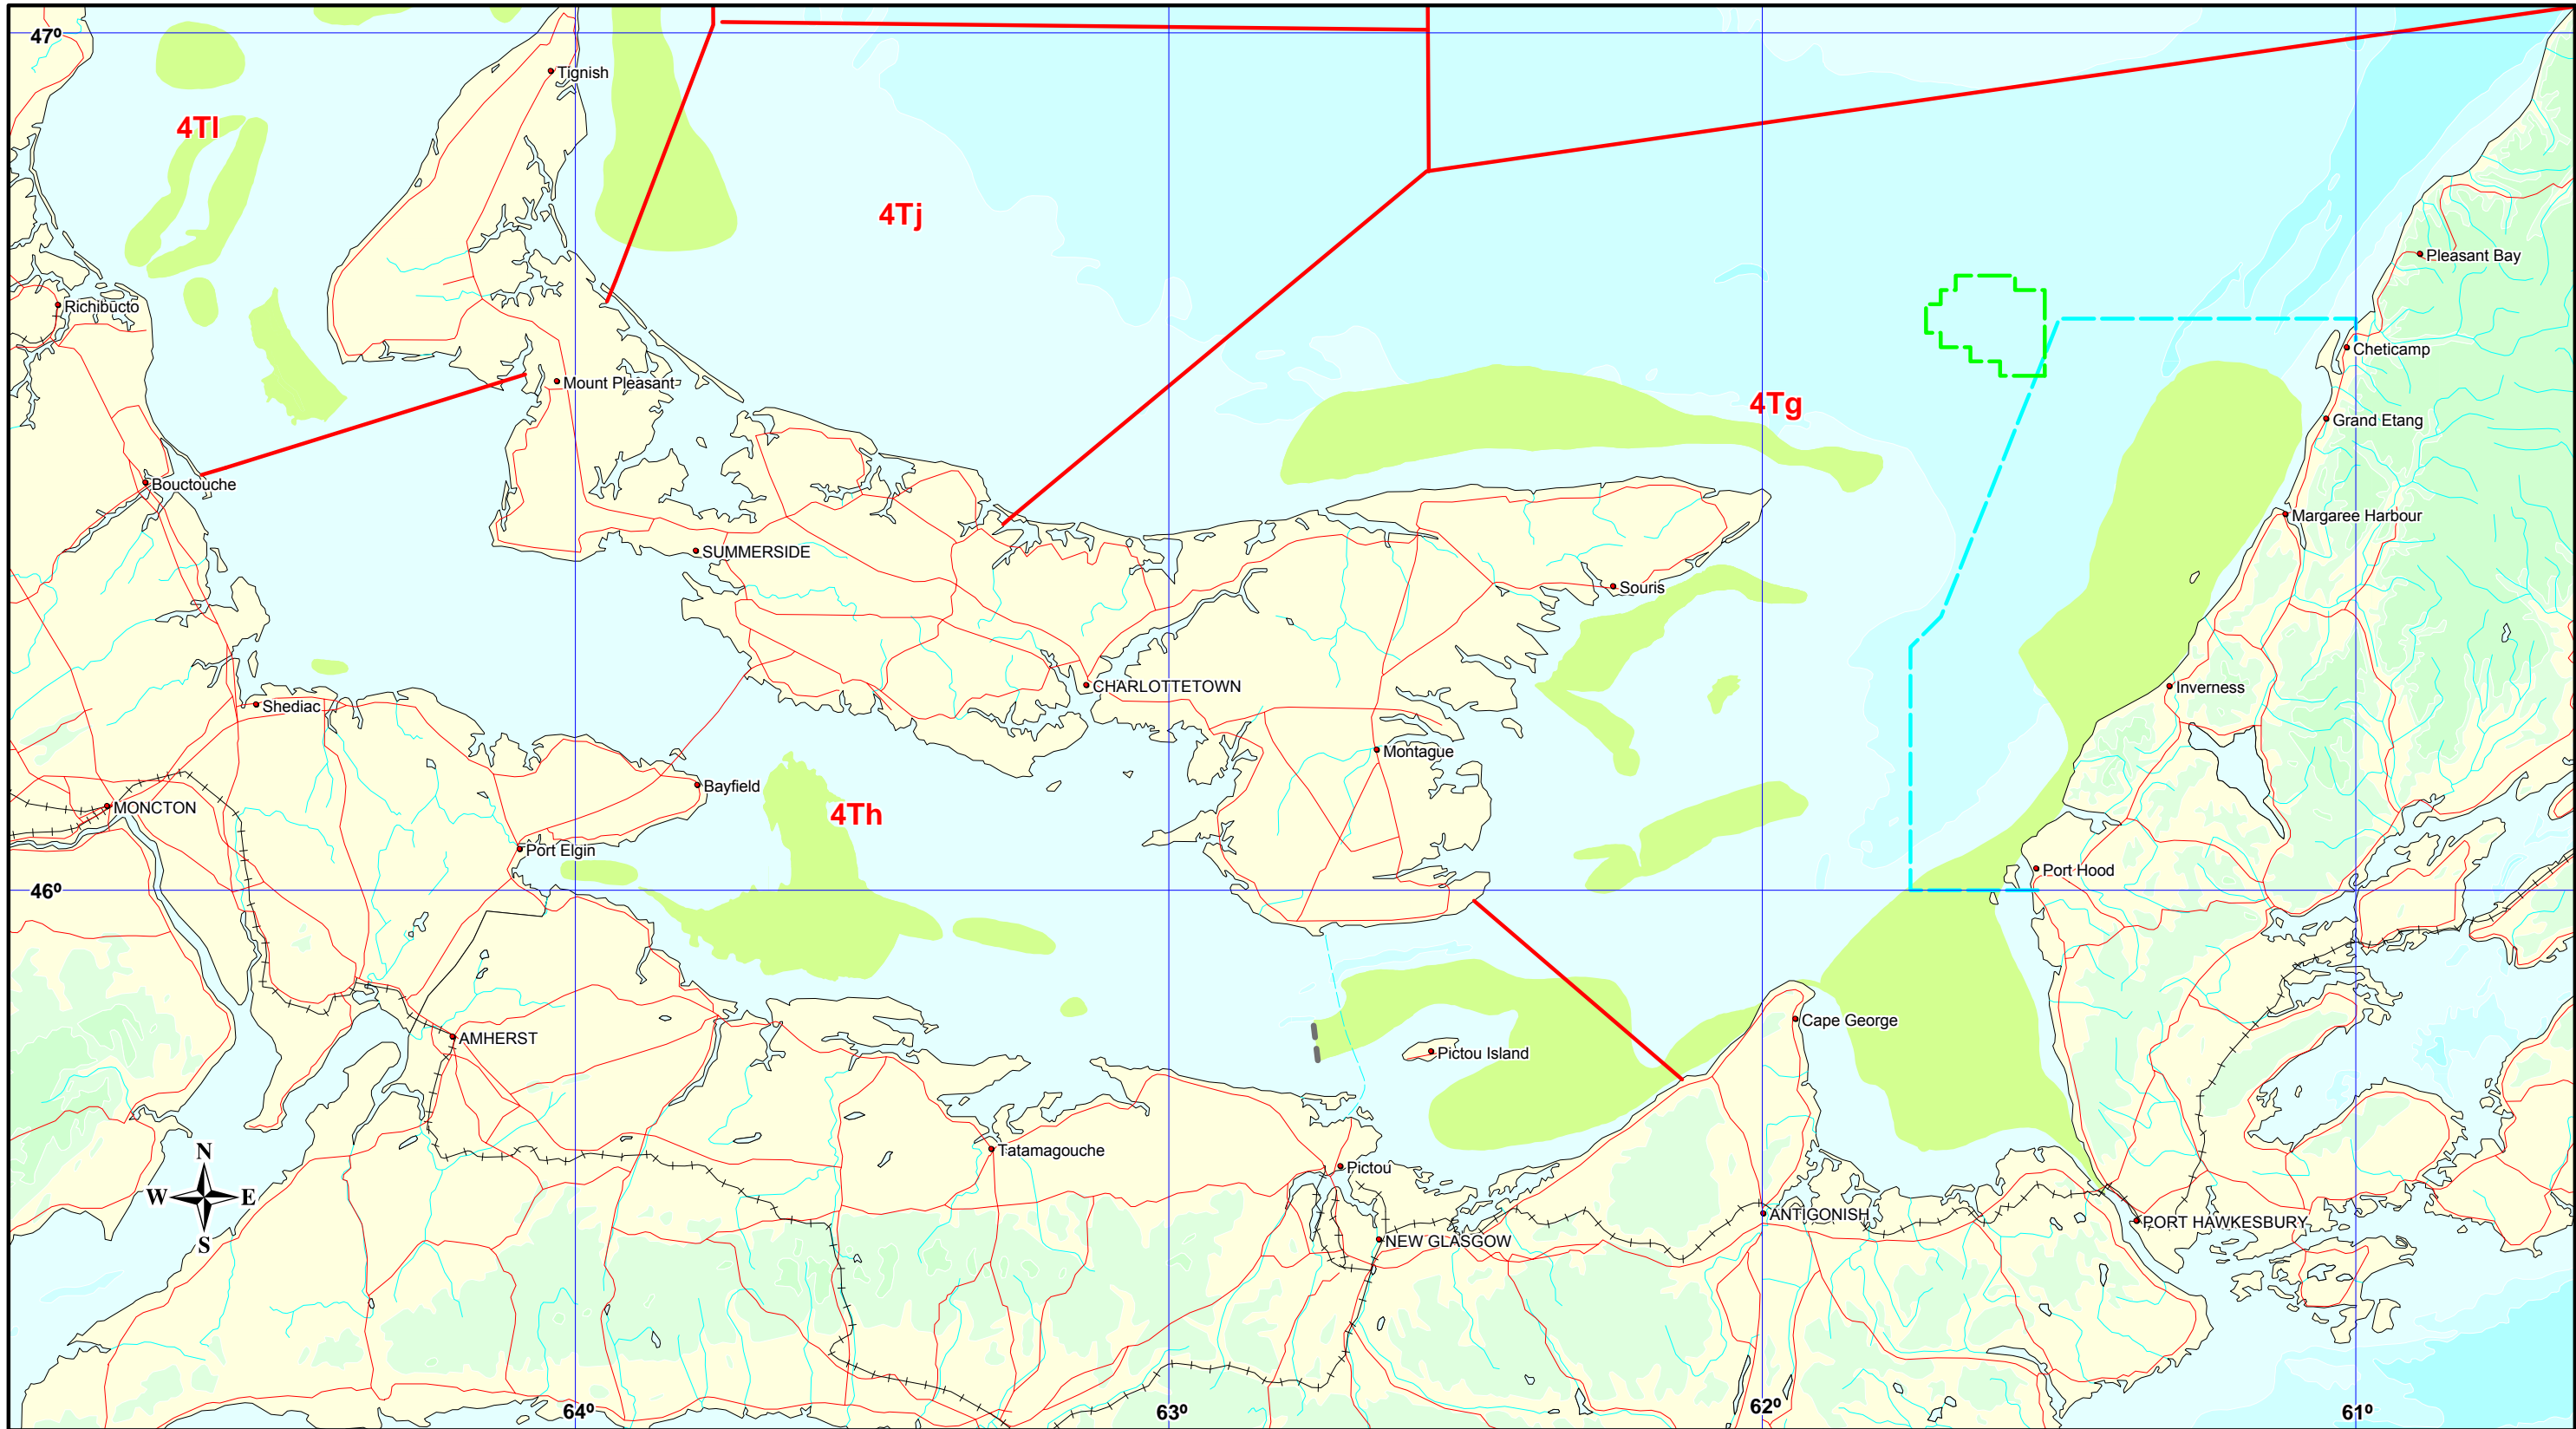 47º
Tignish
4Tl
4Tj
Pleasant Bay
Richibucto
Cheticamp
Mount Pleasant
4Tg
Grand Etang
Bouctouche
Margaree Harbour
SUMMERSIDE
Souris
CHARLOTTETOWN
Inverness
Shediac
Montague
Bayfield
MONCTON
4Th
Port Elgin
Port Hood
46º
Cape George
AMHERST
Pictou Island
N
Tatamagouche
Pictou
W E
ANTIGONISH
PORT HAWKESBURY
NEW GLASGOW
S
64º
63º
62º
61º